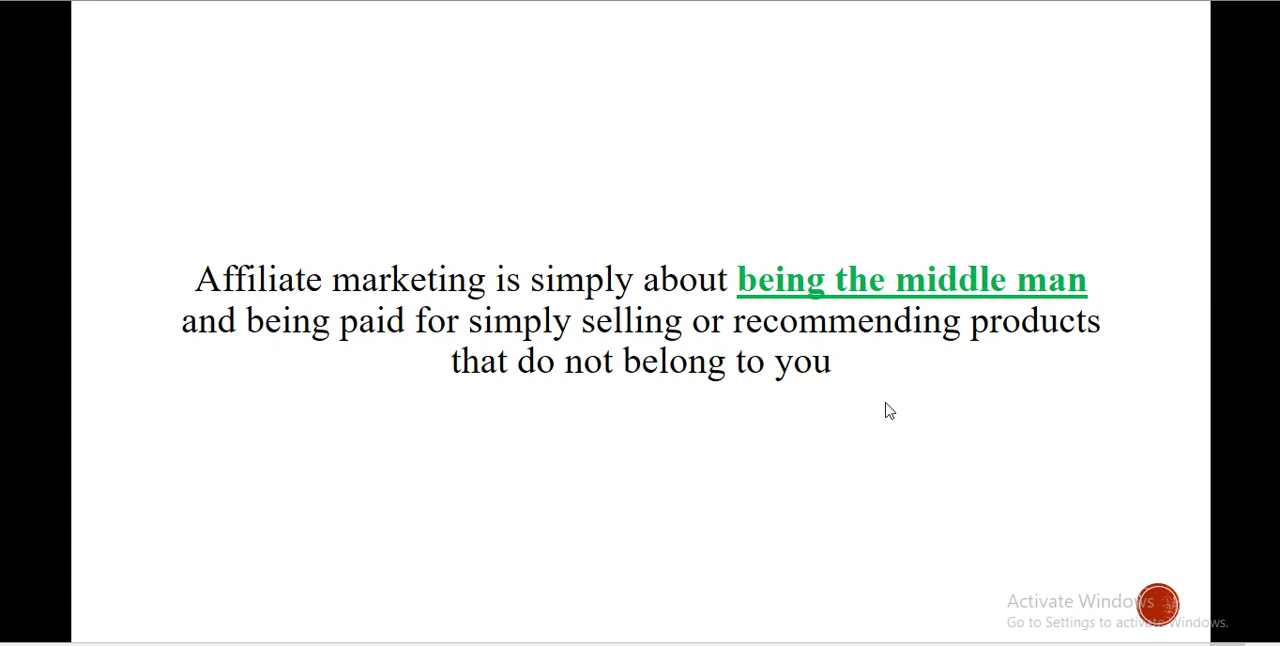 Affiliate marketing is simply about being the middle man
and being paid for simply selling or recommending products
that do not belong to you
Activate Windows
Go to Settings to activate Windows.